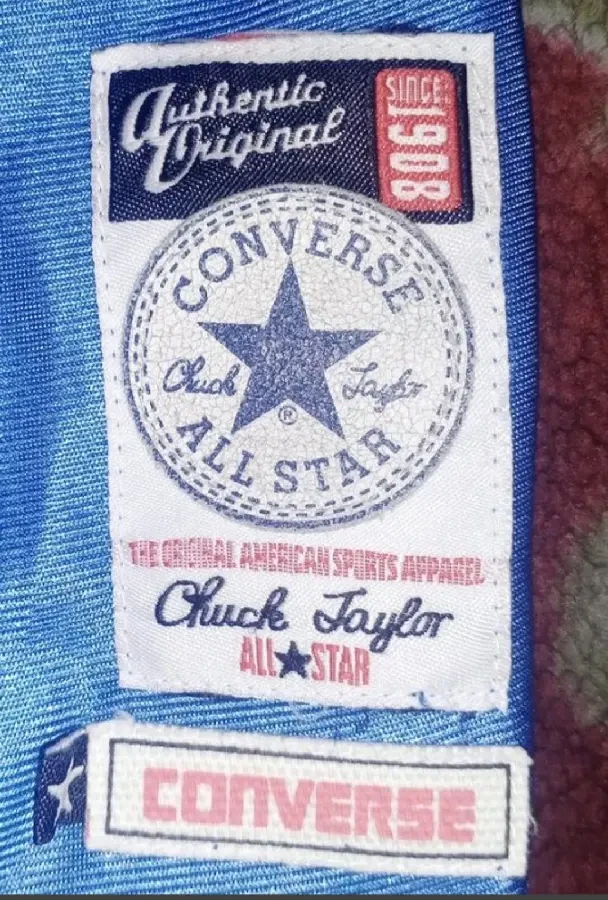 Authentic
Original
SINCE
1908
CONVERSE
Chuck Taylor
®
ALL STAR
THE ORIGINAL AMERICAN SPORTS APPAREL
Chuck Taylor
ALL★STAR
CONVERSE